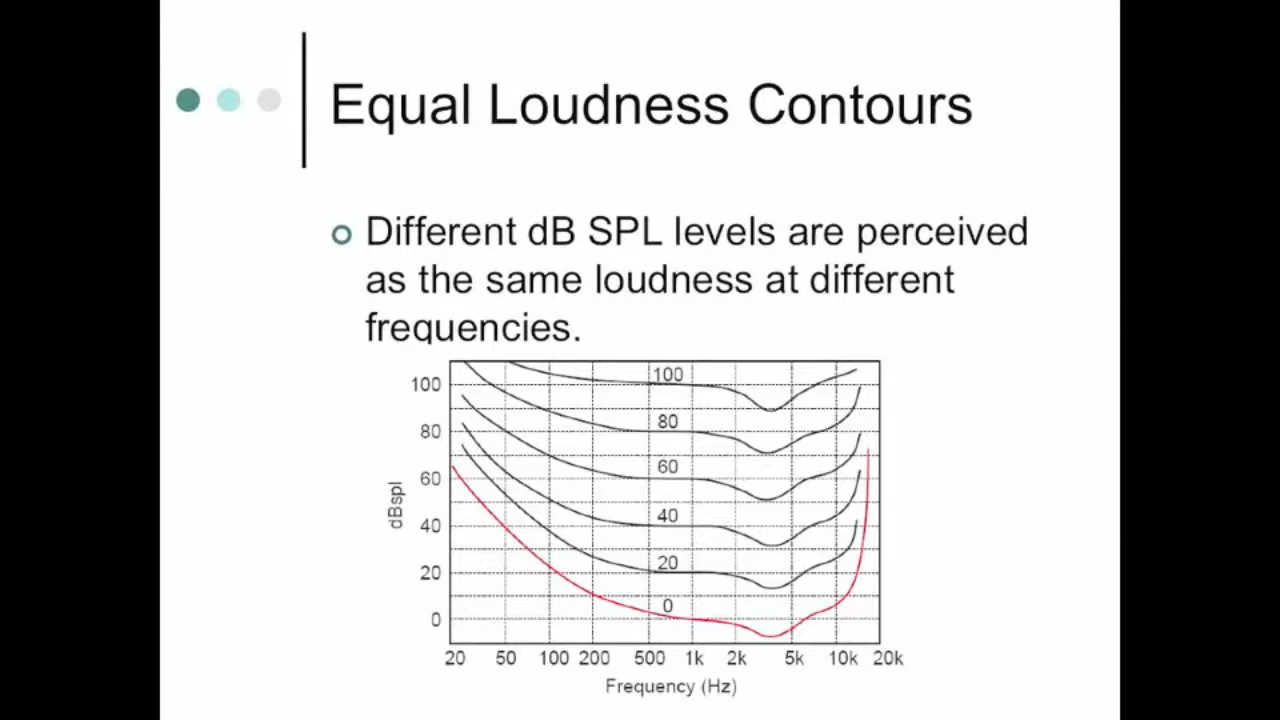 Equal Loudness Contours
Different dB SPL levels are perceived
as the same loudness at different
frequencies.
100
80
60
40
20
0
dBspl
100
80
60
40
20
0
20 50 100 200 500 1k 2k 5k 10k 20k
Frequency (Hz)